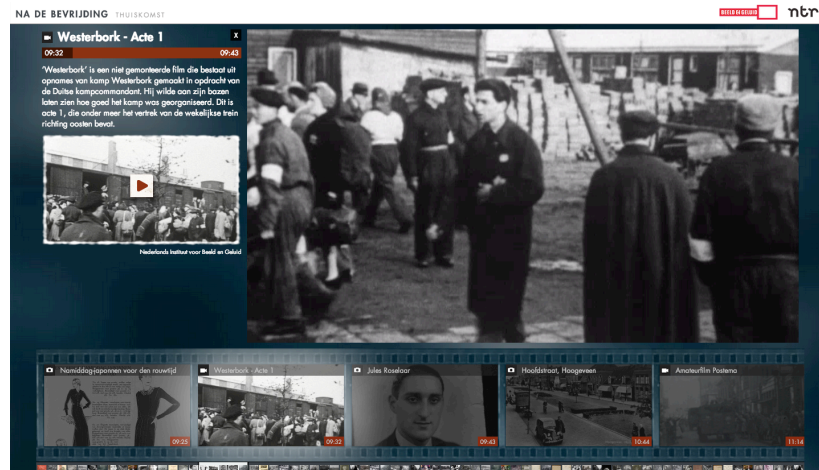 NA DE BEVRIJDING THUISKOMST
BEELD EN GELUID
ntr
Westerbork - Acte 1
X
09:32
09:43
'Westerbork' is een niet gemonteerde film die bestaat uit
opnames van kamp Westerbork gemaakt in opdracht van
de Duitse kampcommandant. Hij wilde aan zijn bazen
laten zien hoe goed het kamp was georganiseerd. Dit is
acte 1, die onder meer het vertrek van de wekelijkse trein
richting oosten bevat.
Nederlands Instituut voor Beeld en Geluid
Namiddag-japonnen voor den rouwtijd
09:25
Westerbork - Acte 1
09:32
Jules Roselaar
09:43
Hoofdstraat, Hoogeveen
10:44
Amateurfilm Postema
11:14